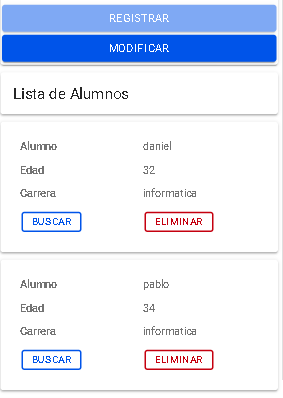 REGISTRAR
MODIFICAR
Lista de Alumnos
Alumno daniel
Edad 32
Carrera informatica
BUSCAR ELIMINAR
Alumno pablo
Edad 34
Carrera informatica
BUSCAR ELIMINAR